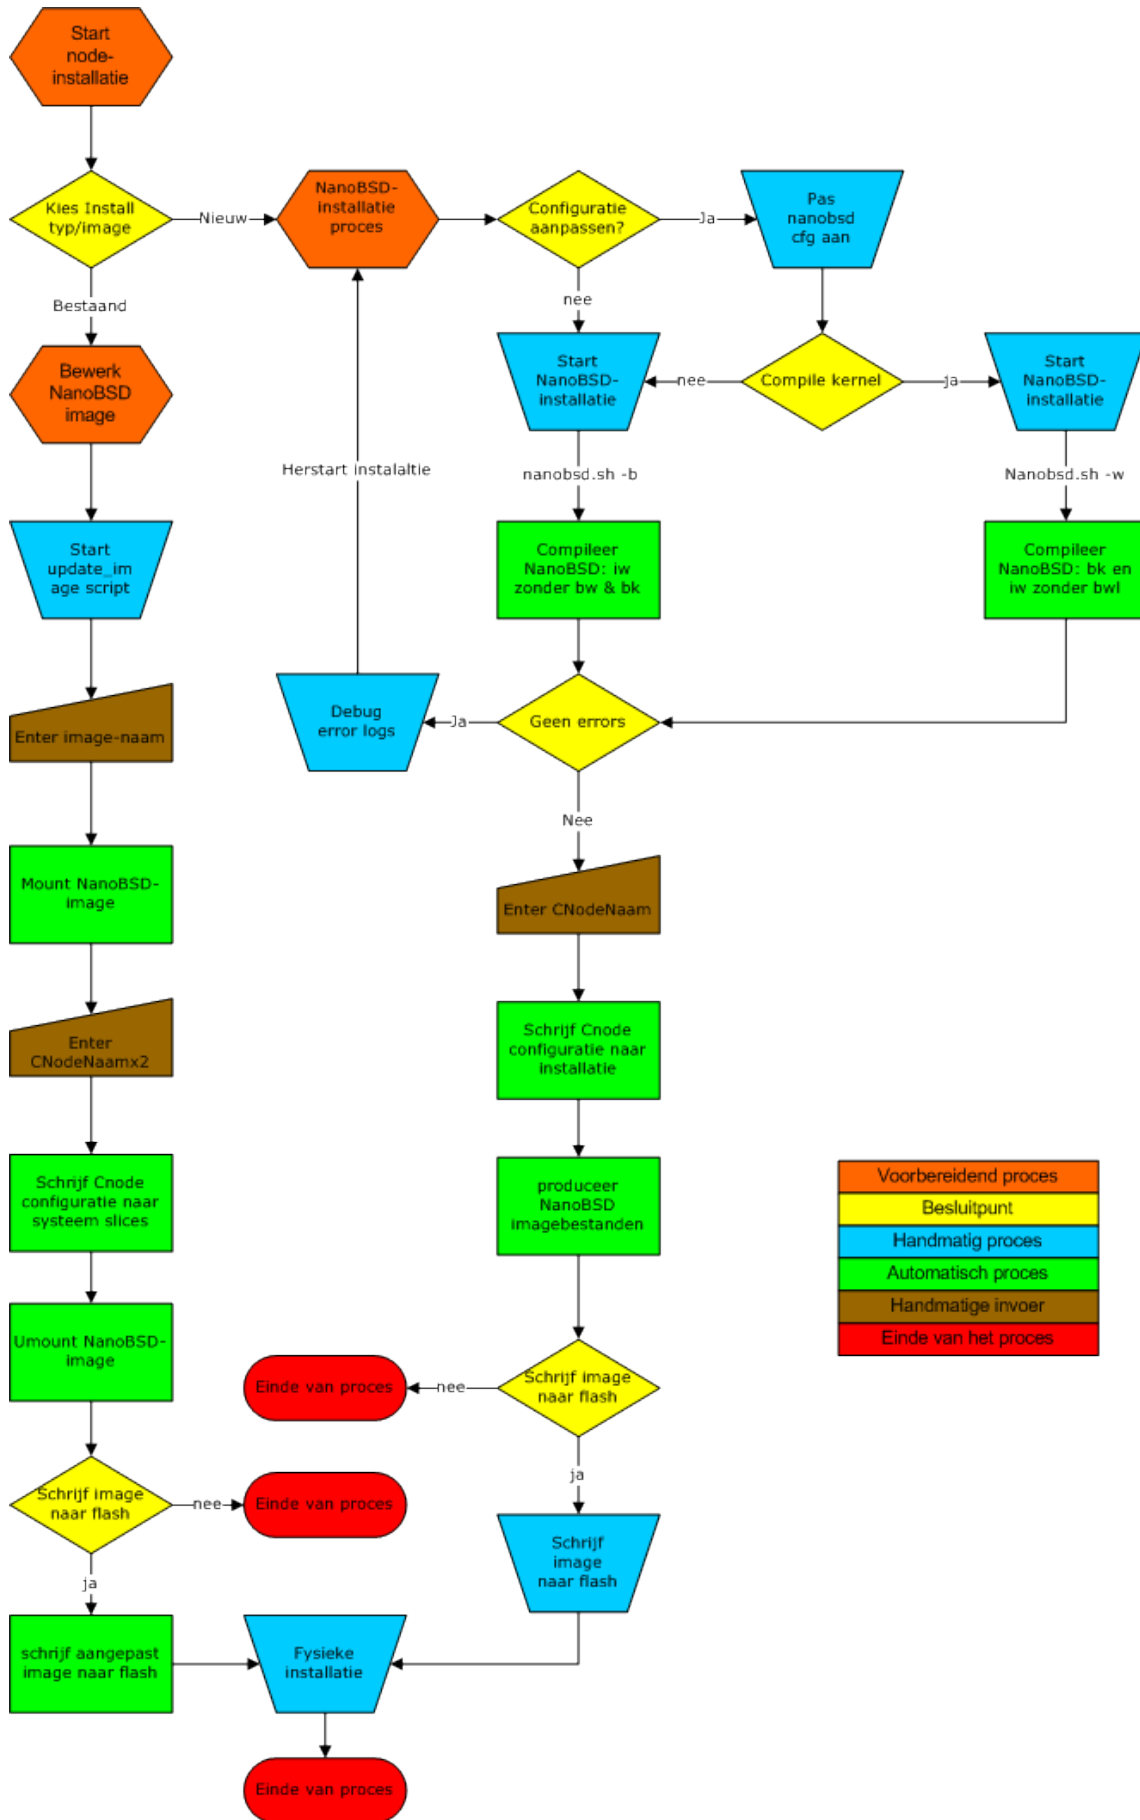 Start
node-
installatie
Kies Install
typ/image
Nieuw
NanoBSD-
installatie
proces
Configuratie
aanpassen?
Ja
Pas
nanobsd
cfg aan
Bestaand
nee
Bewerk
NanoBSD
image
Start
NanoBSD-
installatie
nee
Compile kernel
ja
Start
NanoBSD-
installatie
Herstart instalaltie
nanobsd.sh -b
Nanobsd.sh -w
Start
update_im
age script
Compileer
NanoBSD: iw
zonder bw & bk
Compileer
NanoBSD: bk en
iw zonder bwl
Enter image-naam
Debug
error logs
Ja
Geen errors
Nee
Mount NanoBSD-
image
Enter CNodeNaam
Enter
CNodeNaamx2
Schrijf Cnode
configuratie naar
installatie
Schrijf Cnode
configuratie naar
systeem slices
produceer
NanoBSD
imagebestanden
Voorbereidend proces
Besluitpunt
Handmatig proces
Automatisch proces
Handmatige invoer
Einde van het proces
Umount NanoBSD-
image
Einde van proces
nee
Schrijf image
naar flash
Schrijf image
naar flash
nee
Einde van proces
ja
Schrijf
image
naar flash
ja
schrijf aangepast
image naar flash
Fysieke
installatie
Einde van proces